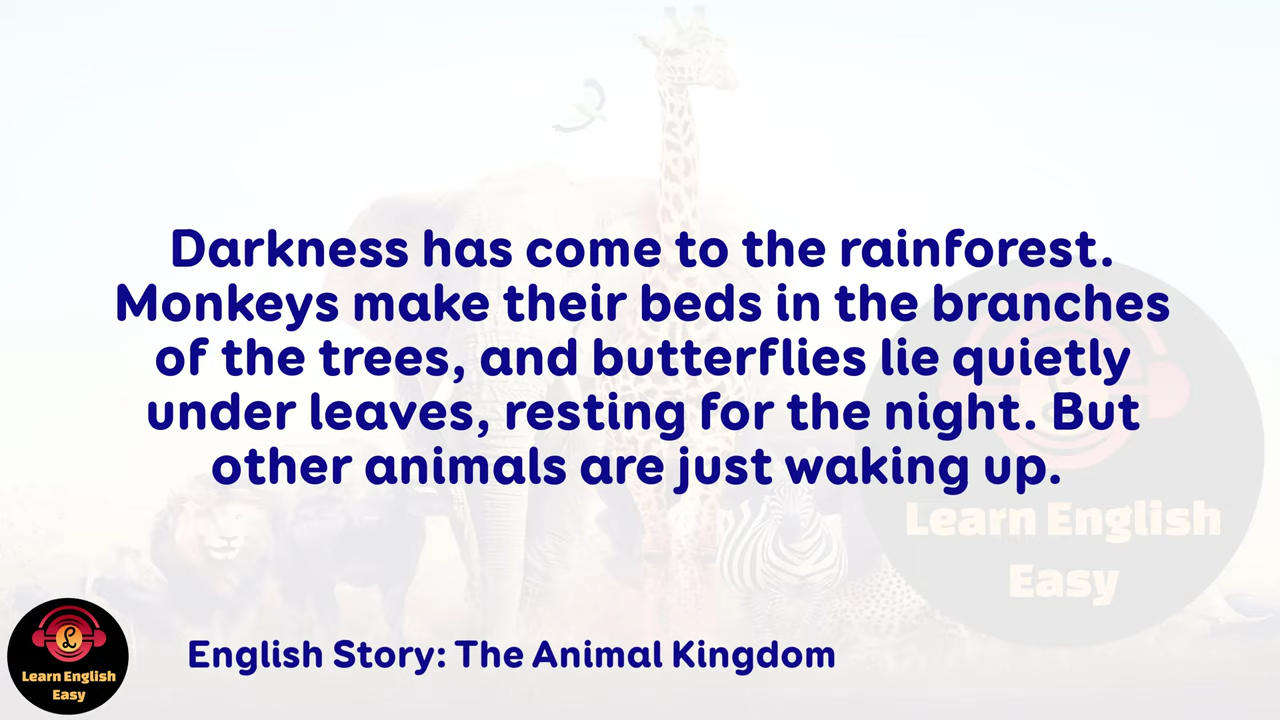 Darkness has come to the rainforest.
Monkeys make their beds in the branches
of the trees, and butterflies lie quietly
under leaves, resting for the night. But
other animals are just waking up.
Learn English
Easy
English Story: The Animal Kingdom
L
Learn English
Easy